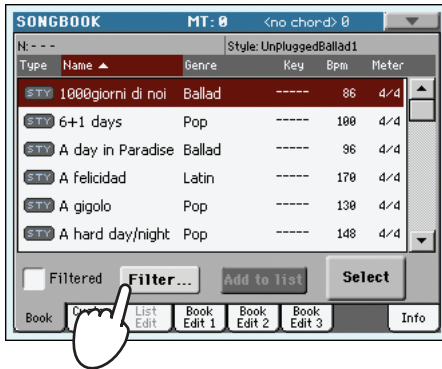 SONGBOOK MT: 0 <no chord> 0
N: - - - Style: UnpluggedBallad1
Type Name Genre Key Bpm Meter
STY 1000giorni di noi Ballad ----- 86 4/4
STY 6+1 days Pop ----- 100 4/4
STY A day in Paradise Ballad ----- 96 4/4
STY A felicidad Latin ----- 170 4/4
STY A gigolo Pop ----- 130 4/4
STY A hard day/night Pop ----- 148 4/4
Filtered Filter... Add to list Select
Book List Edit Book Edit 1 Book Edit 2 Book Edit 3 Info